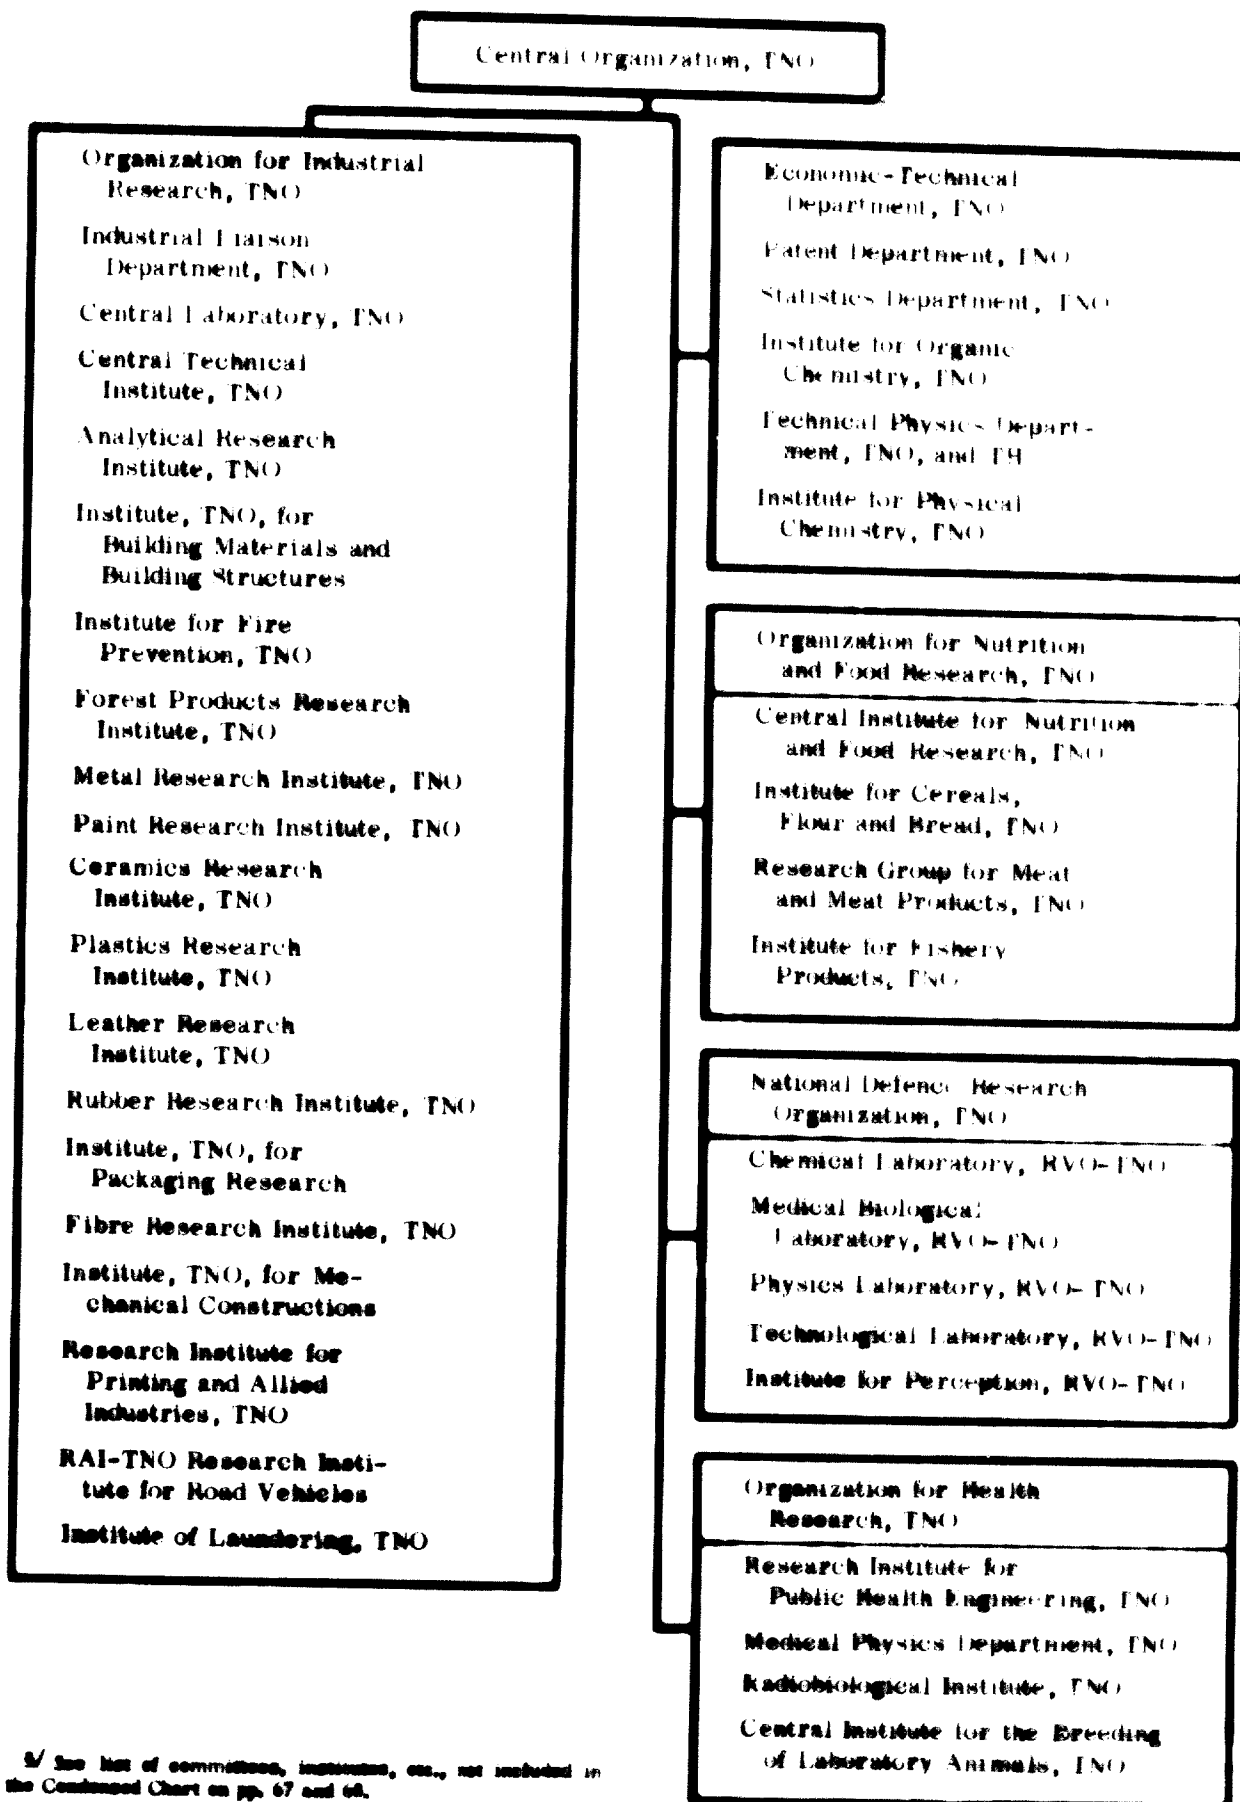 Central Organization, TNO
Organization for Industrial
Research, TNO
Industrial Liaison
Department, TNO
Central Laboratory, TNO
Central Technical
Institute, TNO
Analytical Research
Institute, TNO
Institute, TNO, for
Building Materials and
Building Structures
Institute for Fire
Prevention, TNO
Forest Products Research
Institute, TNO
Metal Research Institute, TNO
Paint Research Institute, TNO
Ceramics Research
Institute, TNO
Plastics Research
Institute, TNO
Leather Research
Institute, TNO
Rubber Research Institute, TNO
Institute, TNO, for
Packaging Research
Fibre Research Institute, TNO
Institute, TNO, for Me-
chanical Constructions
Research Institute for
Printing and Allied
Industries, TNO
RAI-TNO Research Insti-
tute for Road Vehicles
Institute of Laundering, TNO
Economic-Technical
Department, TNO
Patent Department, TNO
Statistics Department, TNO
Institute for Organic
Chemistry, TNO
Technical Physics Depart-
ment, TNO, and TH
Institute for Physical
Chemistry, TNO
Organization for Nutrition
and Food Research, TNO
Central Institute for Nutrition
and Food Research, TNO
Institute for Cereals,
Flour and Bread, TNO
Research Group for Meat
and Meat Products, TNO
Institute for Fishery
Products, TNO
National Defence Research
Organization, TNO
Chemical Laboratory, RVO-TNO
Medical Biological
Laboratory, RVO-TNO
Physics Laboratory, RVO-TNO
Technological Laboratory, RVO-TNO
Institute for Perception, RVO-TNO
Organization for Health
Research, TNO
Research Institute for
Public Health Engineering, TNO
Medical Physics Department, TNO
Radiobiological Institute, TNO
Central Institute for the Breeding
of Laboratory Animals, TNO
See list of committees, institutes, etc., not included in
the Condensed Chart on pp. 67 and 68.